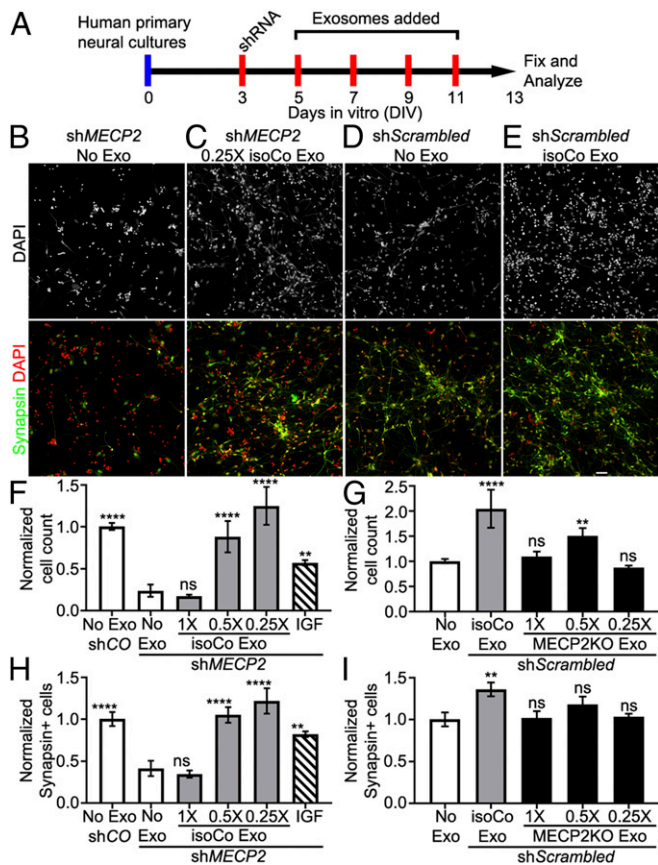 A
Human primary
neural cultures
shRNA
Exosomes added
Fix and
Analyze
0 3 5 7 9 11 13
Days in vitro (DIV)
B shMECP2 No Exo
C shMECP2 0.25X isoCo Exo
D shScrambled No Exo
E shScrambled isoCo Exo
DAPI
Synapsin DAPI
F
Normalized
cell count
1.5
1.0
0.5
0.0
**** ns **** **** **
No Exo
shCO
No
Exo
1X 0.5X 0.25X IGF
isoCo Exo
shMECP2
G
Normalized
cell count
2.5
2.0
1.5
1.0
0.5
0.0
**** ns ** ns
No
Exo
isoCo
Exo
1X 0.5X 0.25X
MECP2KO Exo
shScrambled
H
Normalized
Synapsin+ cells
1.5
1.0
0.5
0.0
**** ns **** **** **
No Exo
shCO
No
Exo
1X 0.5X 0.25X IGF
isoCo Exo
shMECP2
I
Normalized
Synapsin+ cells
1.5
1.0
0.5
0.0
** ns ns ns
No
Exo
isoCo
Exo
1X 0.5X 0.25X
MECP2KO Exo
shScrambled